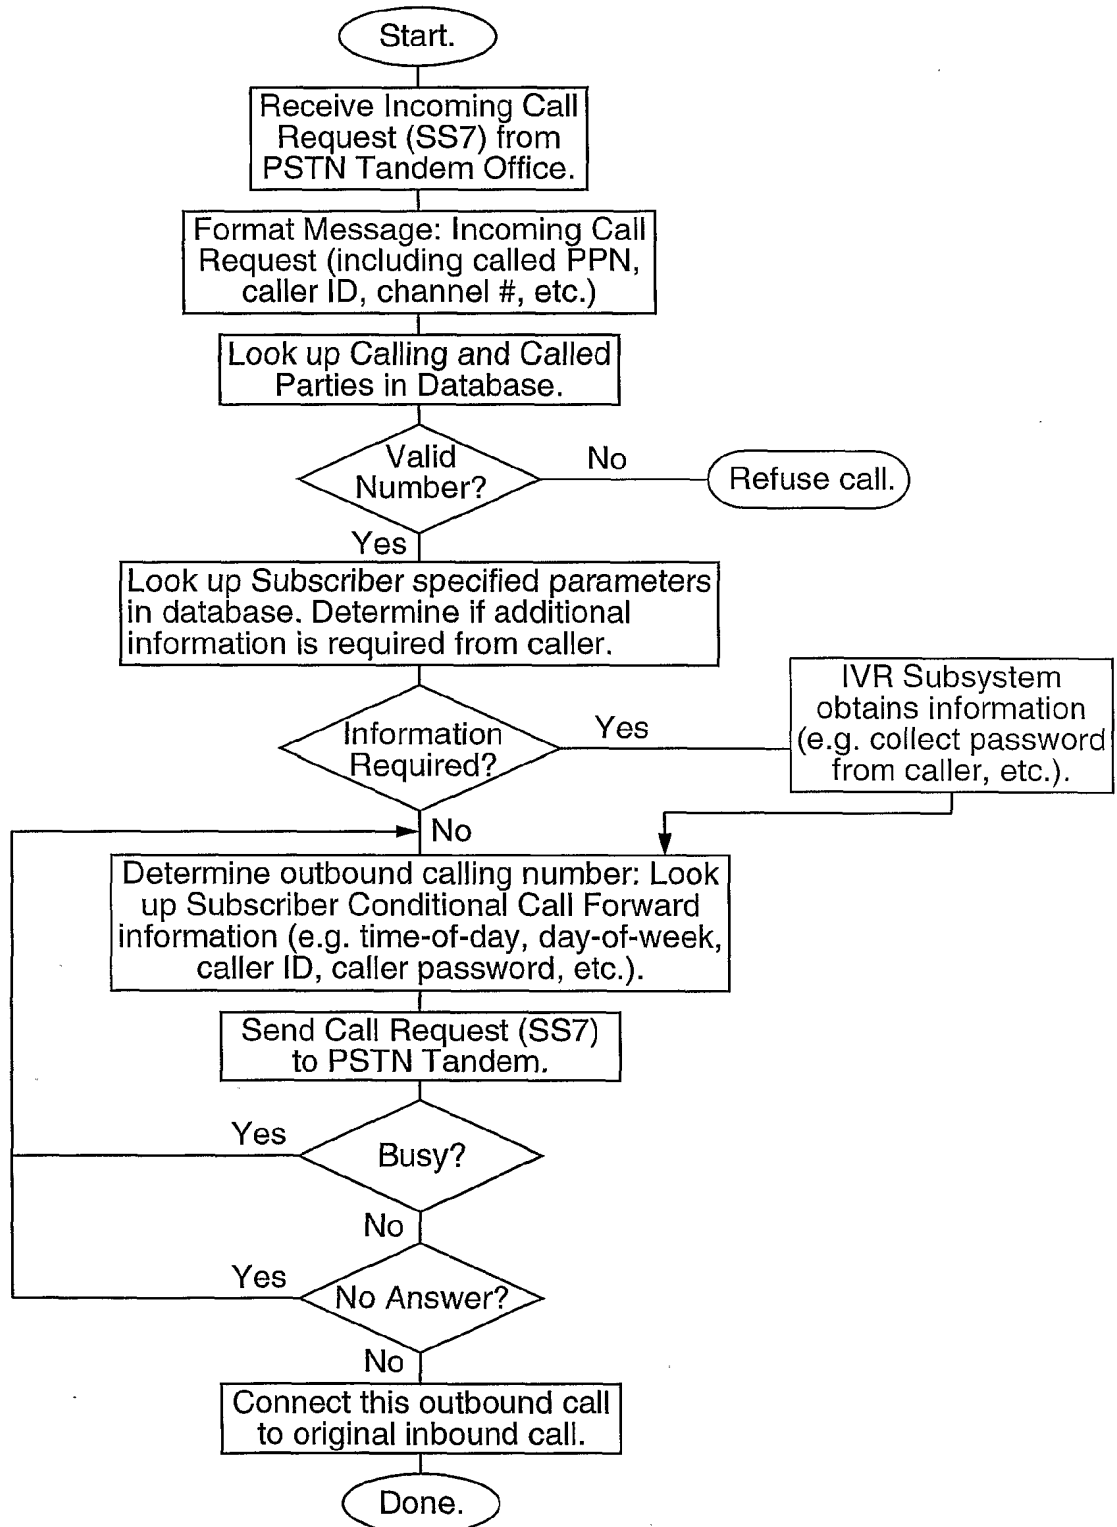 Start.
Receive Incoming Call
Request (SS7) from
PSTN Tandem Office.
Format Message: Incoming Call
Request (including called PPN,
caller ID, channel #, etc.)
Look up Calling and Called
Parties in Database.
Valid
Number?
No
Refuse call.
Yes
Look up Subscriber specified parameters
in database. Determine if additional
information is required from caller.
Information
Required?
Yes
IVR Subsystem
obtains information
(e.g. collect password
from caller, etc.).
No
Determine outbound calling number: Look
up Subscriber Conditional Call Forward
information (e.g. time-of-day, day-of-week,
caller ID, caller password, etc.).
Send Call Request (SS7)
to PSTN Tandem.
Yes
Busy?
No
Yes
No Answer?
No
Connect this outbound call
to original inbound call.
Done.